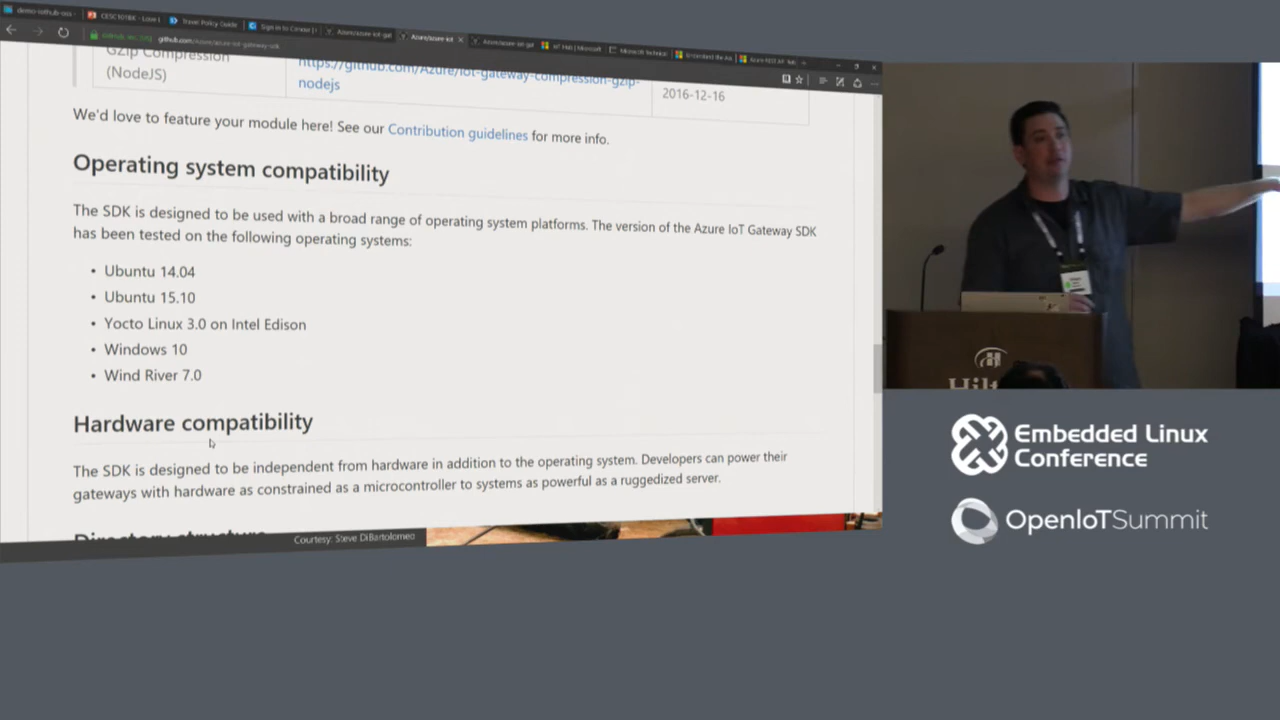 Gzip Compression
(NodeJS)
https://github.com/Azure/iot-gateway-compression-gzip-
nodejs
2016-12-16
We'd love to feature your module here! See our Contribution guidelines for more info.
Operating system compatibility
The SDK is designed to be used with a broad range of operating system platforms. The version of the Azure IoT Gateway SDK
has been tested on the following operating systems:
• Ubuntu 14.04
• Ubuntu 15.10
• Yocto Linux 3.0 on Intel Edison
• Windows 10
• Wind River 7.0
Hardware compatibility
The SDK is designed to be independent from hardware in addition to the operating system. Developers can power their
gateways with hardware as constrained as a microcontroller to systems as powerful as a ruggedized server.
Directory structure
Courtesy: Steve DiBartolomeo
Embedded Linux
Conference
OpenIoTSummit